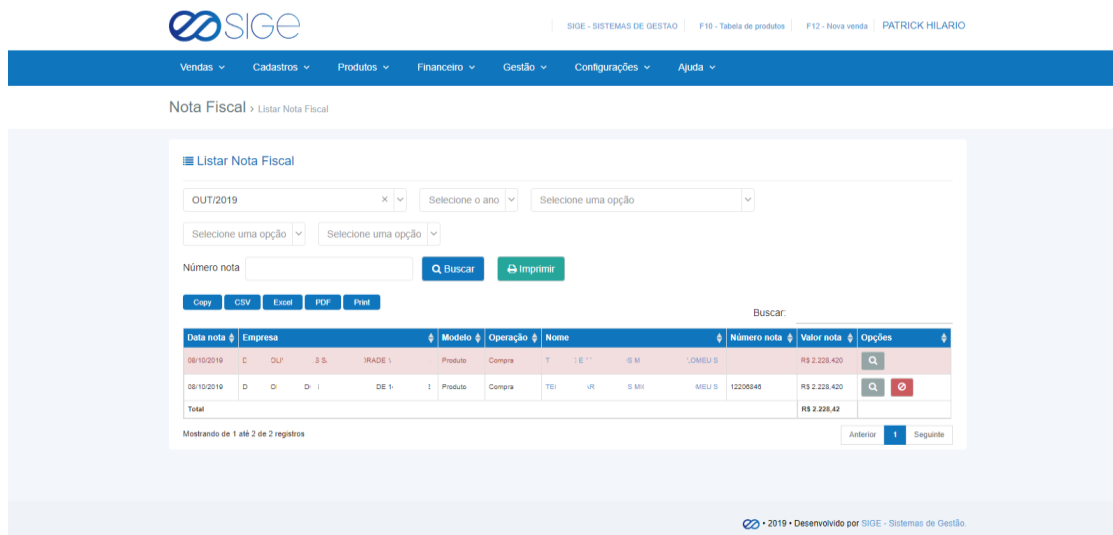 SIGE
SIGE - SISTEMAS DE GESTAO F10 - Tabela de produtos F12 - Nova venda PATRICK HILARIO
Vendas Cadastros Produtos Financeiro Gestão Configurações Ajuda
Nota Fiscal › Listar Nota Fiscal
Listar Nota Fiscal
OUT/2019 × Selecione o ano Selecione uma opção
Selecione uma opção Selecione uma opção
Número nota Buscar Imprimir
Copy CSV Excel PDF Print
Buscar:
Data nota Empresa Modelo Operação Nome Número nota Valor nota Opções
08/10/2019 Produto Compra R$ 2.228,420
08/10/2019 Produto Compra 12206846 R$ 2.228,420
Total R$ 2.228,42
Mostrando de 1 até 2 de 2 registros Anterior 1 Seguinte
• 2019 • Desenvolvido por SIGE - Sistemas de Gestão.